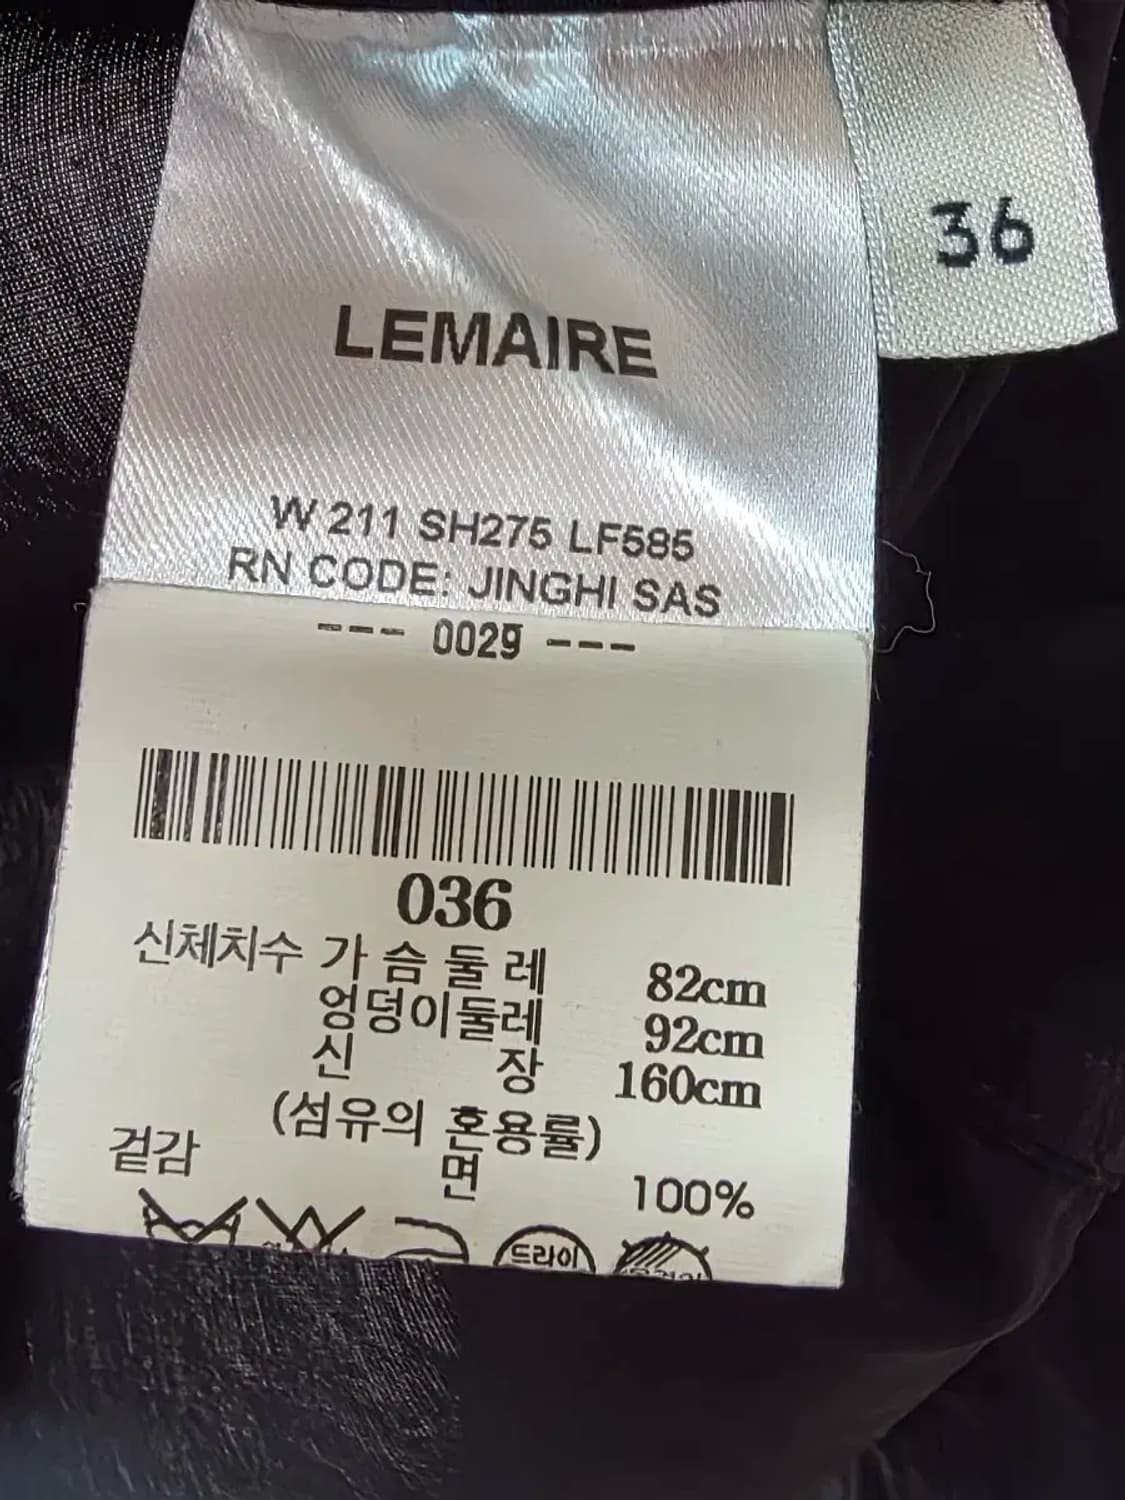 36
LEMAIRE
W 211 SH275 LF585
RN CODE: JINGHI SAS
--- 0029 ---
036
신체치수 가슴둘레 82cm
엉덩이둘레 92cm
신 장 160cm
(섬유의 혼용률)
겉감 면 100%
드라이